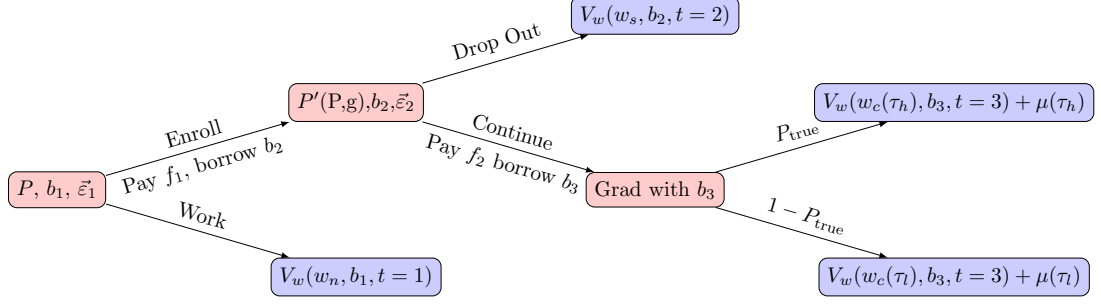 V_w(w_s, b_2, t = 2)
Drop Out
P′(P,g),b_2,ε⃗_2
Enroll
Pay f_1, borrow b_2
P, b_1, ε⃗_1
Work
V_w(w_n, b_1, t = 1)
Continue
Pay f_2 borrow b_3
Grad with b_3
P_true
V_w(w_c(τ_h), b_3, t = 3) + μ(τ_h)
1 − P_true
V_w(w_c(τ_l), b_3, t = 3) + μ(τ_l)